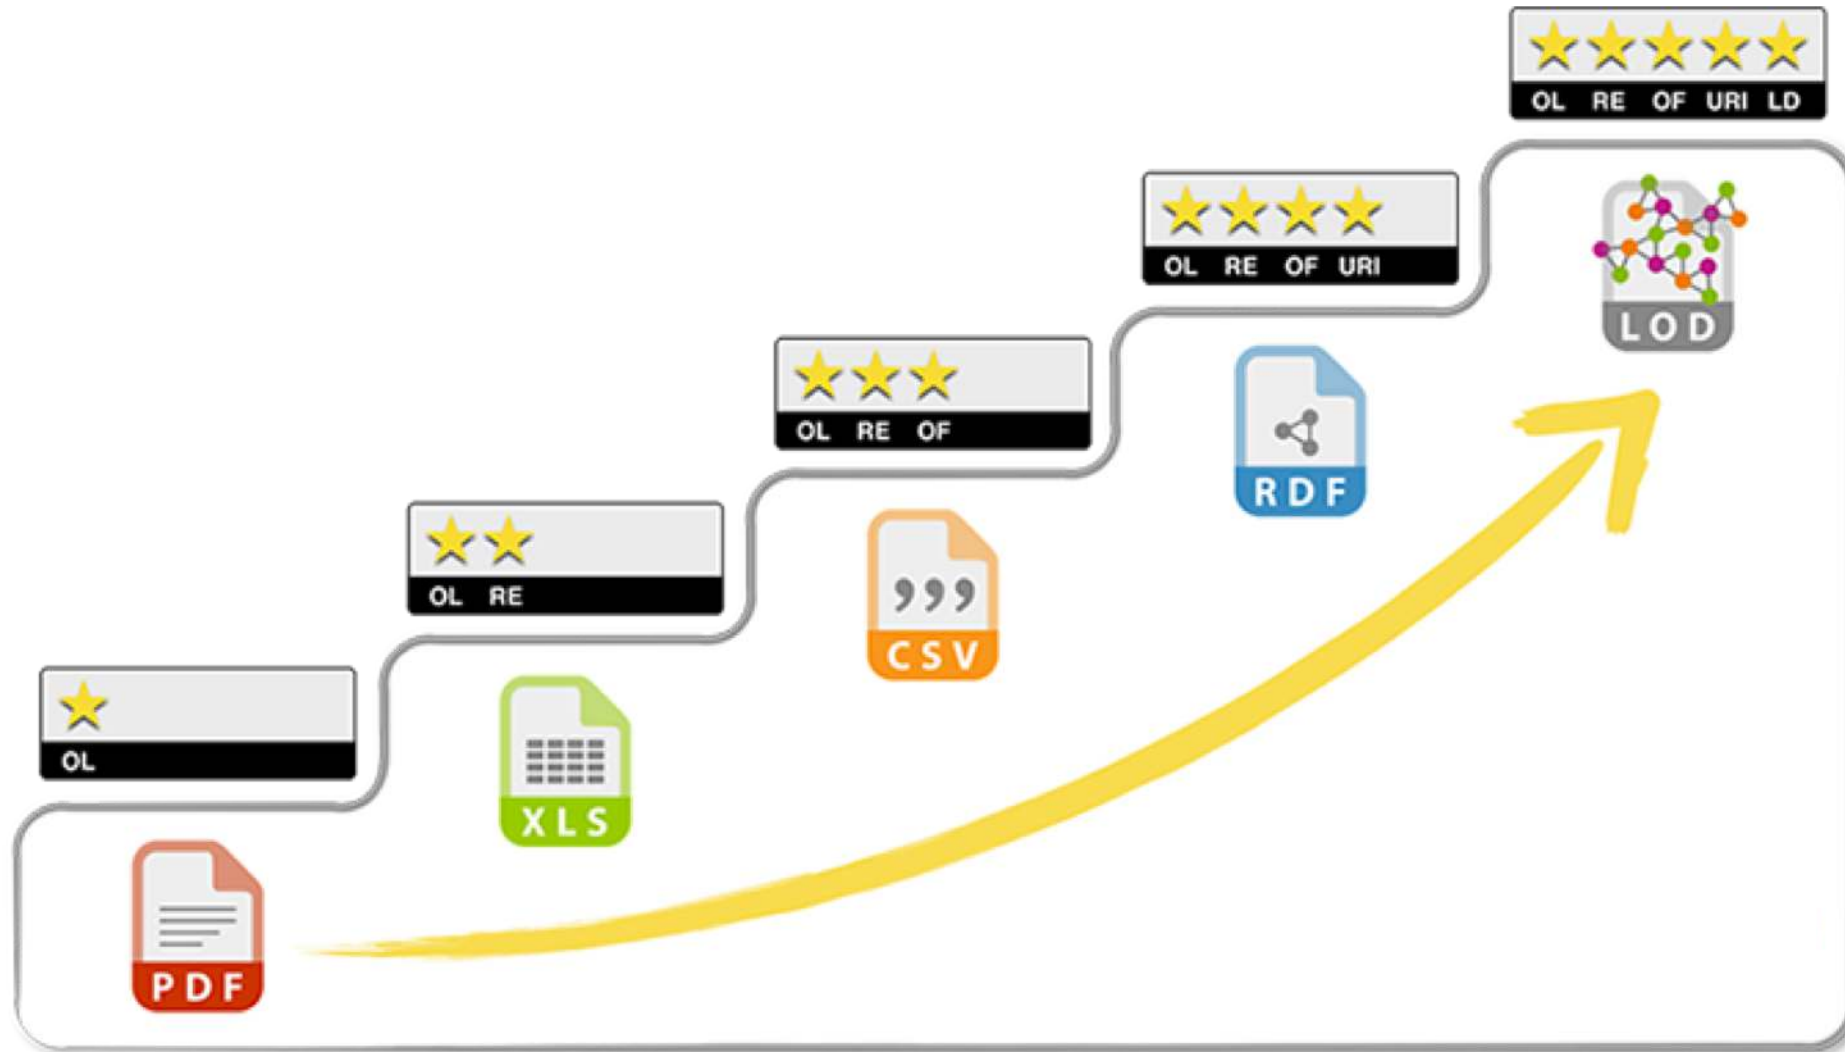 OL RE OF URI LD
OL RE OF URI
LOD
OL RE OF
RDF
OL RE
CSV
OL
XLS
PDF